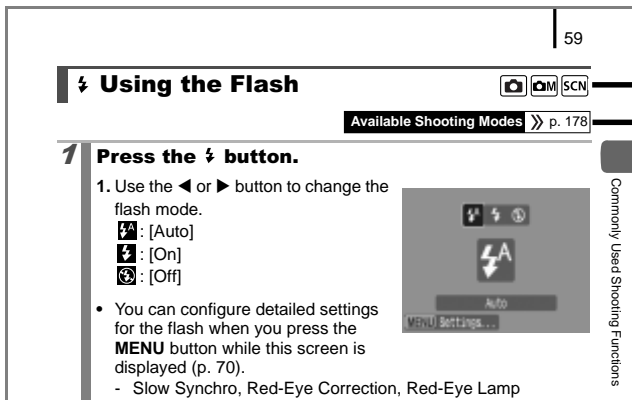 59
Using the Flash
M SCN
Available Shooting Modes p. 178
1 Press the button.
1. Use the ◀ or ▶ button to change the
flash mode.
A : [Auto]
: [On]
: [Off]
A
A
Auto
MENU Settings...
• You can configure detailed settings
for the flash when you press the
MENU button while this screen is
displayed (p. 70).
- Slow Synchro, Red-Eye Correction, Red-Eye Lamp
Commonly Used Shooting Functions